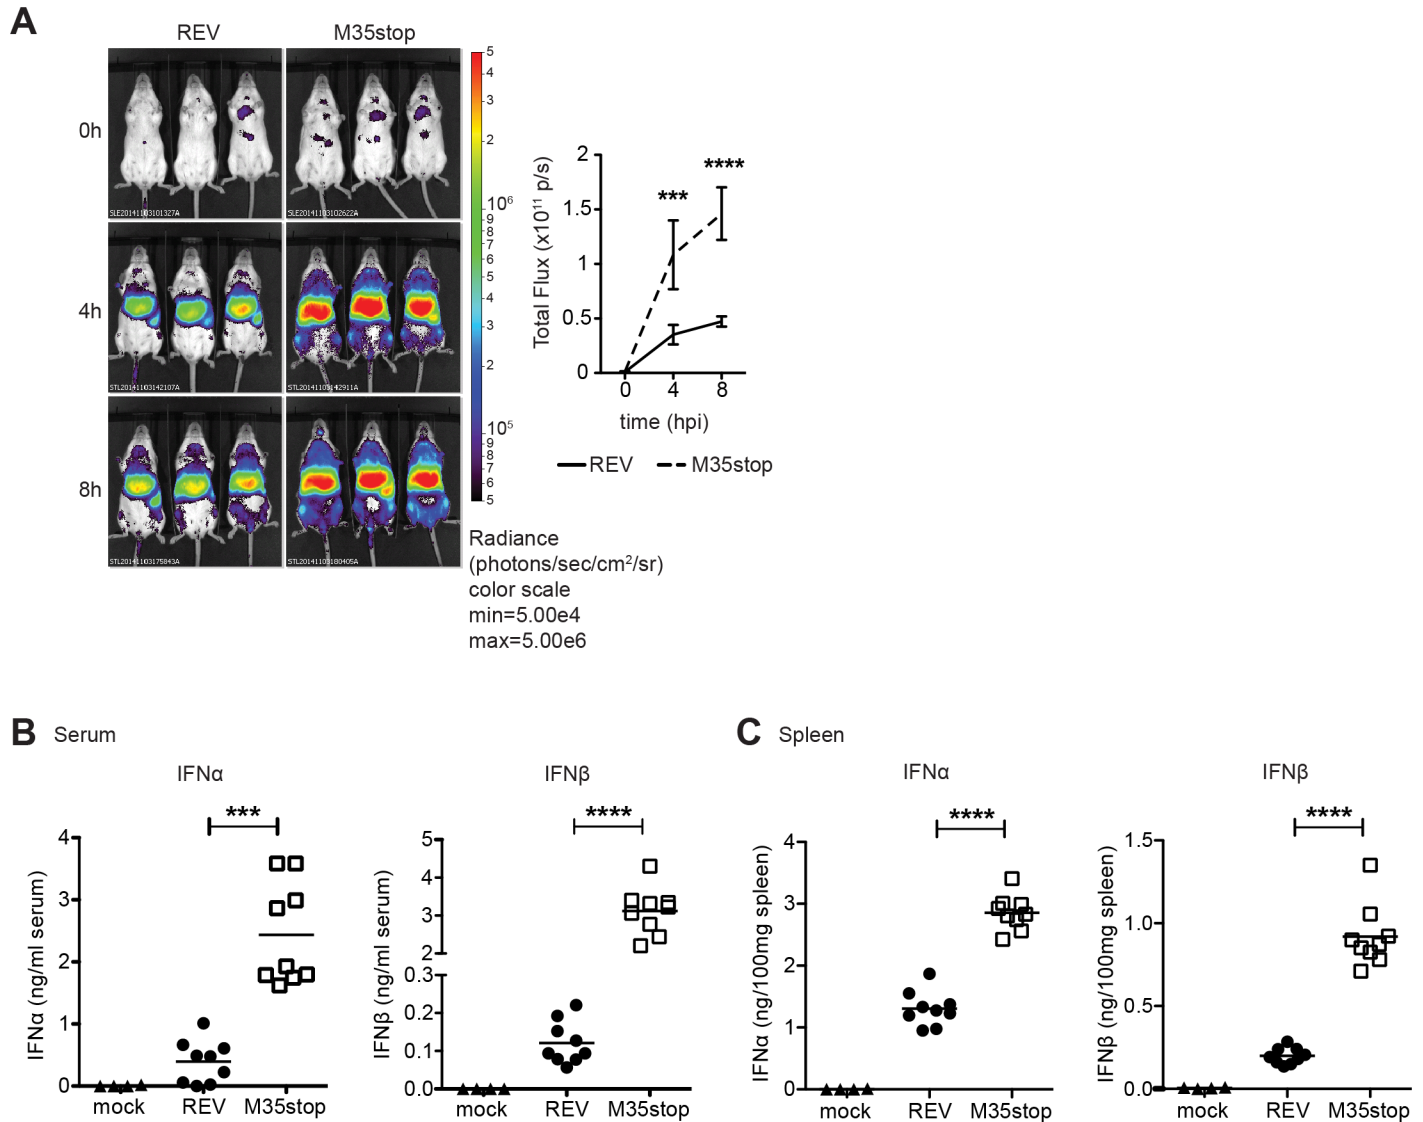 A
REV
M35stop
0h
4h
8h
SLE20141103101327A
SLE20141103102622A
STL20141103142107A
STL20141103142911A
STL20141103175843A
STL20141103180405A
5
4
3
2
10⁶
9
8
7
6
5
4
3
2
10⁵
9
8
7
6
5
Radiance
(photons/sec/cm²/sr)
color scale
min=5.00e4
max=5.00e6
Total Flux (x10¹¹ p/s)
2
1.5
1
0.5
0
***
****
0 4 8
time (hpi)
REV M35stop
B Serum
IFNα
***
IFNα (ng/ml serum)
4
3
2
1
0
mock REV M35stop
IFNβ
****
IFNβ (ng/ml serum)
5
4
3
2
0.3
0.2
0.1
0.0
mock REV M35stop
C Spleen
IFNα
****
IFNα (ng/100mg spleen)
4
3
2
1
0
mock REV M35stop
IFNβ
****
IFNβ (ng/100mg spleen)
1.5
1.0
0.5
0.0
mock REV M35stop